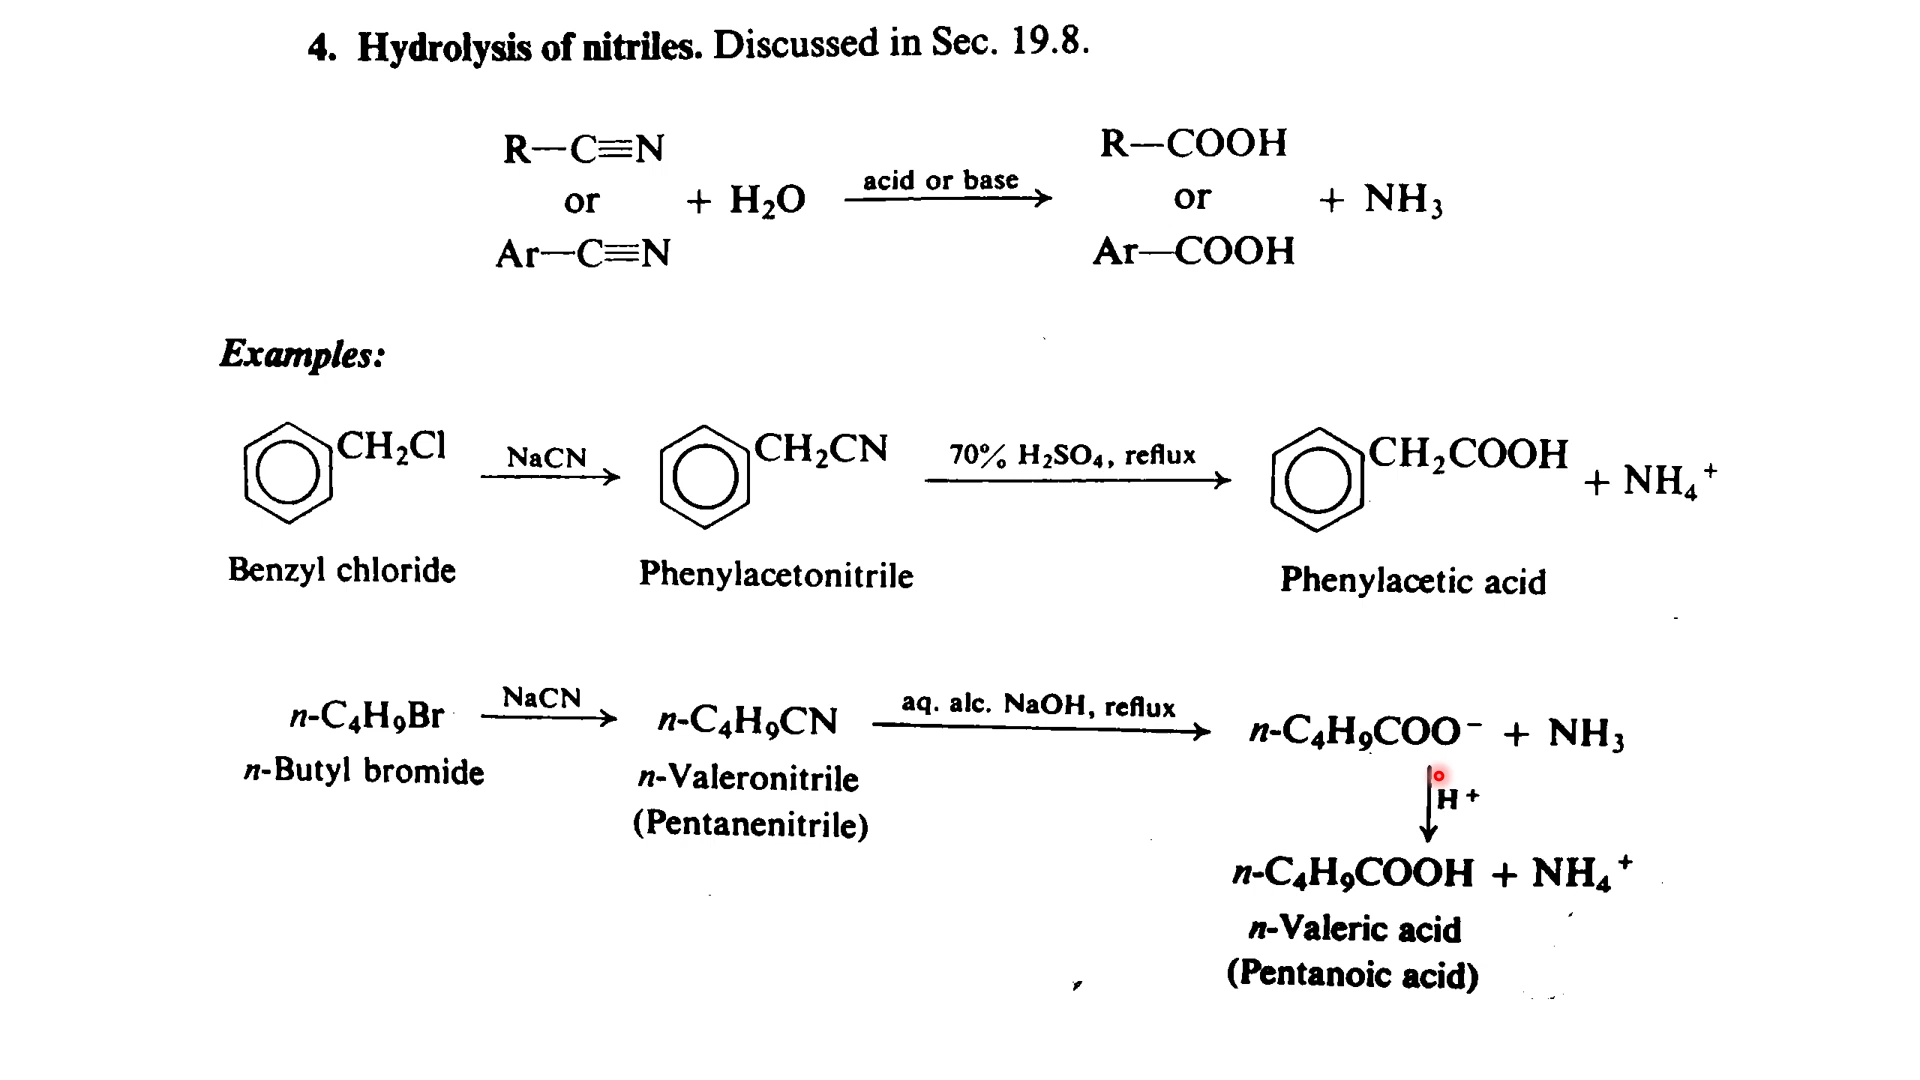 4. Hydrolysis of nitriles. Discussed in Sec. 19.8.
R—C≡N
or
Ar—C≡N
+ H₂O
acid or base
R—COOH
or
Ar—COOH
+ NH₃
Examples:
CH₂Cl
NaCN
CH₂CN
70% H₂SO₄, reflux
CH₂COOH
+ NH₄⁺
Benzyl chloride
Phenylacetonitrile
Phenylacetic acid
n-C₄H₉Br
NaCN
n-C₄H₉CN
aq. alc. NaOH, reflux
n-C₄H₉COO⁻ + NH₃
n-Butyl bromide
n-Valeronitrile
(Pentanenitrile)
H⁺
n-C₄H₉COOH + NH₄⁺
n-Valeric acid
(Pentanoic acid)